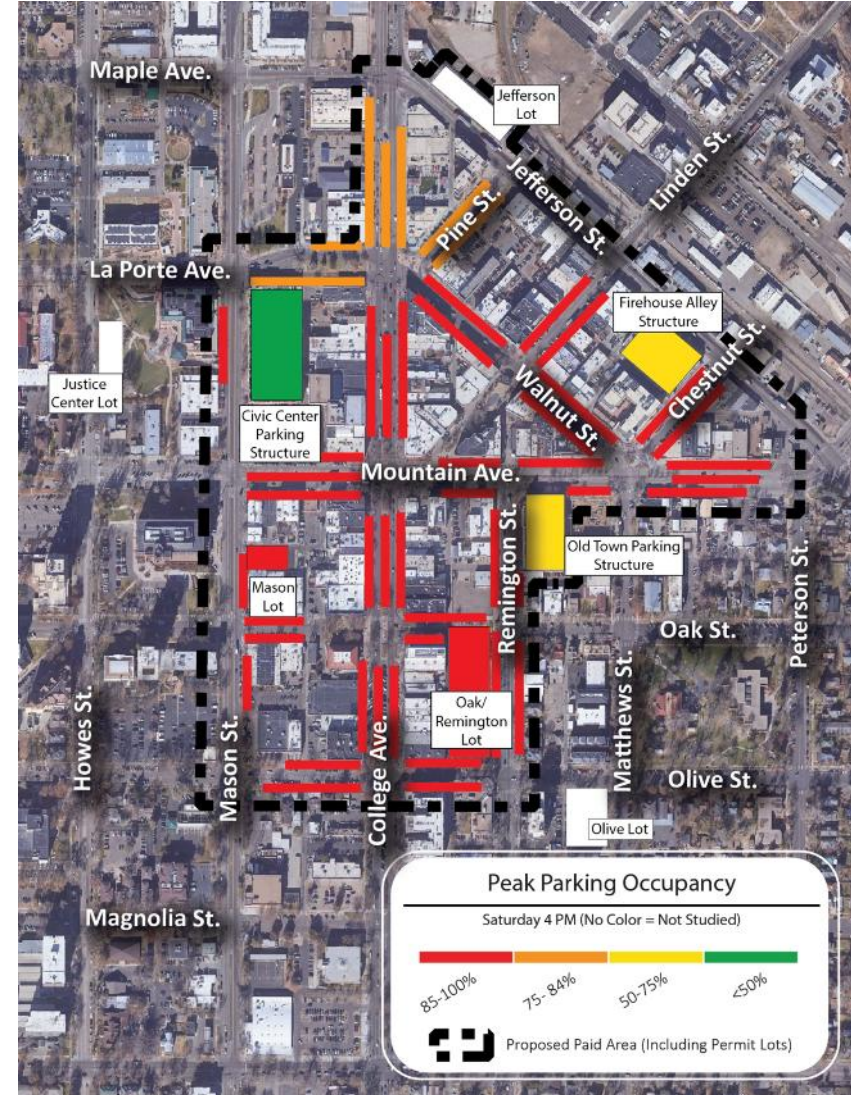 Maple Ave.
Jefferson
Lot
Linden St.
Jefferson St.
Pine St.
La Porte Ave.
Firehouse Alley
Structure
Chestnut St.
Justice
Center Lot
Walnut St.
Civic Center
Parking
Structure
Mountain Ave.
Remington St.
Old Town Parking
Structure
Mason
Lot
Oak St.
Peterson St.
Howes St.
Mason St.
College Ave.
Oak/
Remington
Lot
Matthews St.
Olive St.
Olive Lot
Magnolia St.
Peak Parking Occupancy
Saturday 4 PM (No Color = Not Studied)
85-100%
75- 84%
50-75%
<50%
Proposed Paid Area (Including Permit Lots)